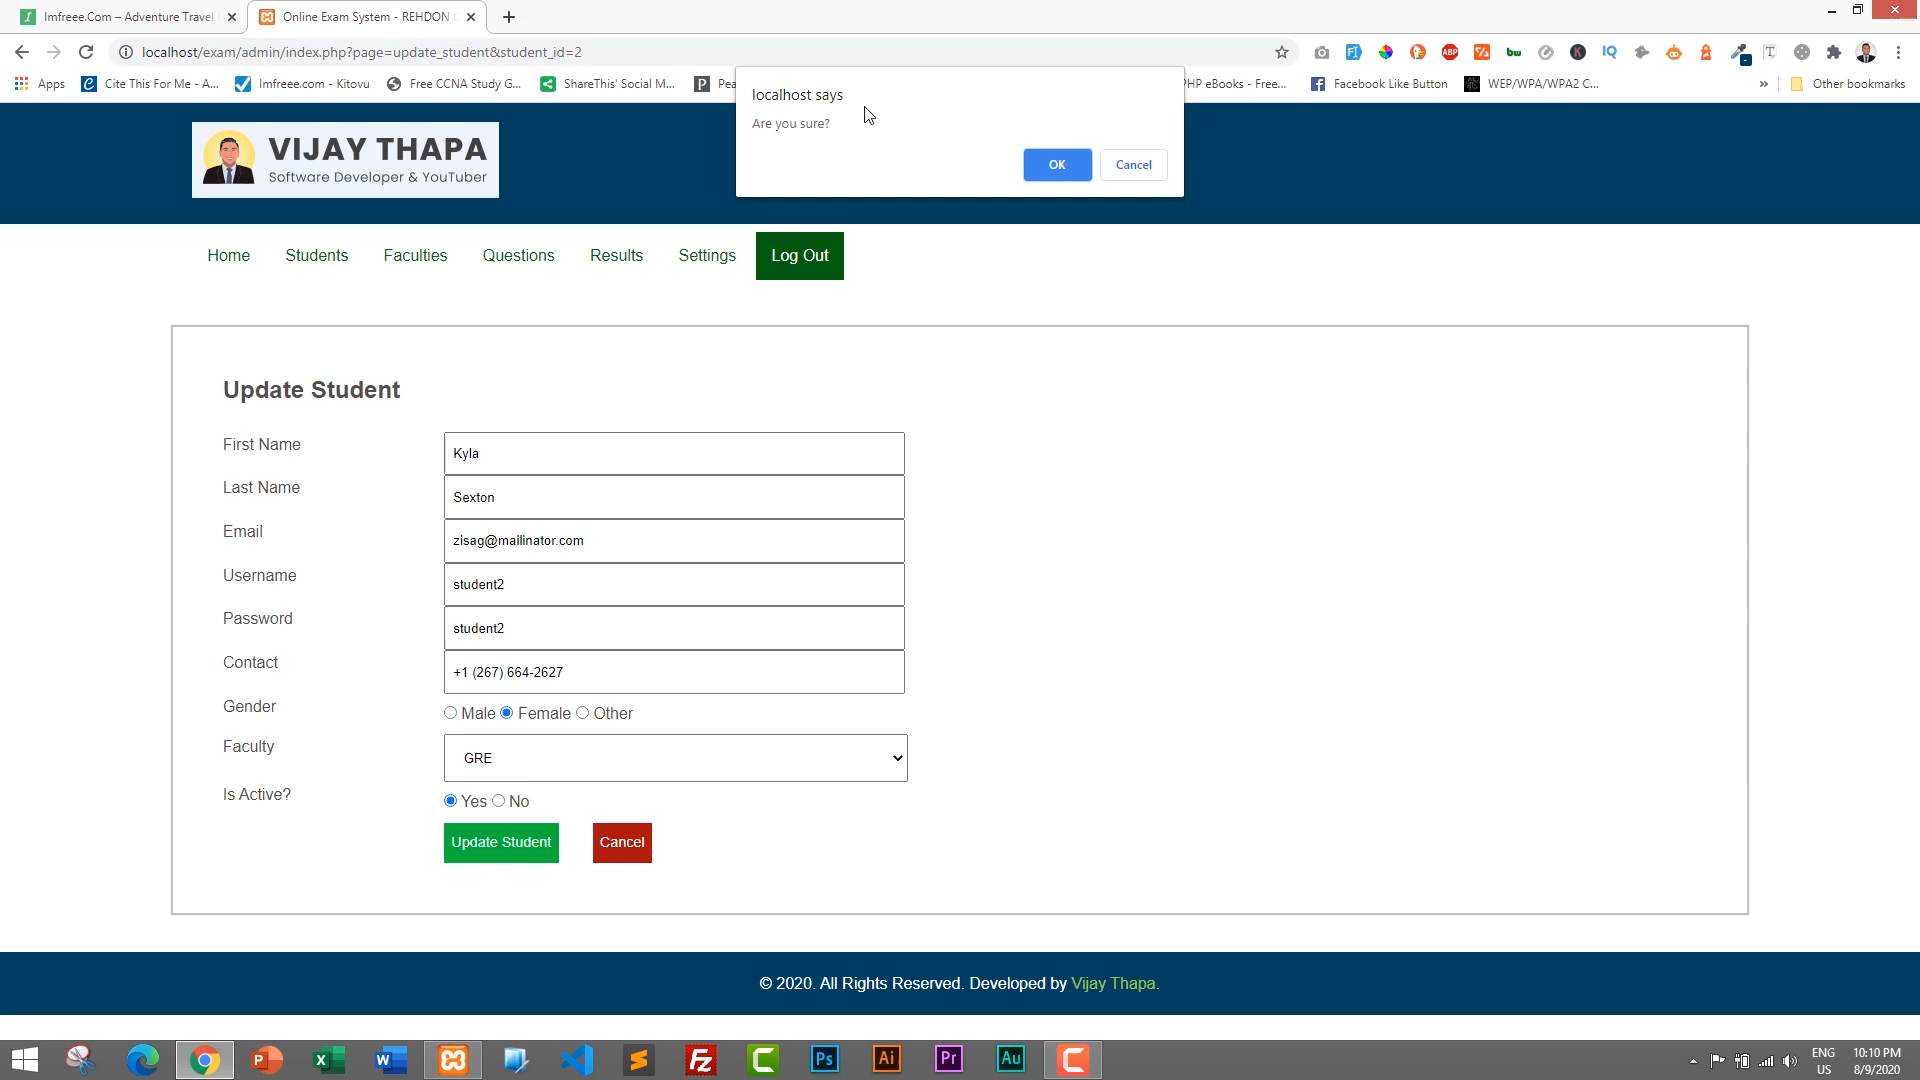 Imfreee.Com – Adventure Travel
Online Exam System - REHDON
localhost/exam/admin/index.php?page=update_student&student_id=2
Apps
Cite This For Me - A...
Imfreee.com - Kitovu
Free CCNA Study G...
ShareThis' Social M...
PHP eBooks - Free...
Facebook Like Button
WEP/WPA/WPA2 C...
Other bookmarks
localhost says
Are you sure?
OK
Cancel
VIJAY THAPA
Software Developer & YouTuber
Home
Students
Faculties
Questions
Results
Settings
Log Out
Update Student
First Name
Kyla
Last Name
Sexton
Email
zisag@mailinator.com
Username
student2
Password
student2
Contact
+1 (267) 664-2627
Gender
Male Female Other
Faculty
GRE
Is Active?
Yes No
Update Student
Cancel
© 2020. All Rights Reserved. Developed by Vijay Thapa.
ENG
US
10:10 PM
8/9/2020